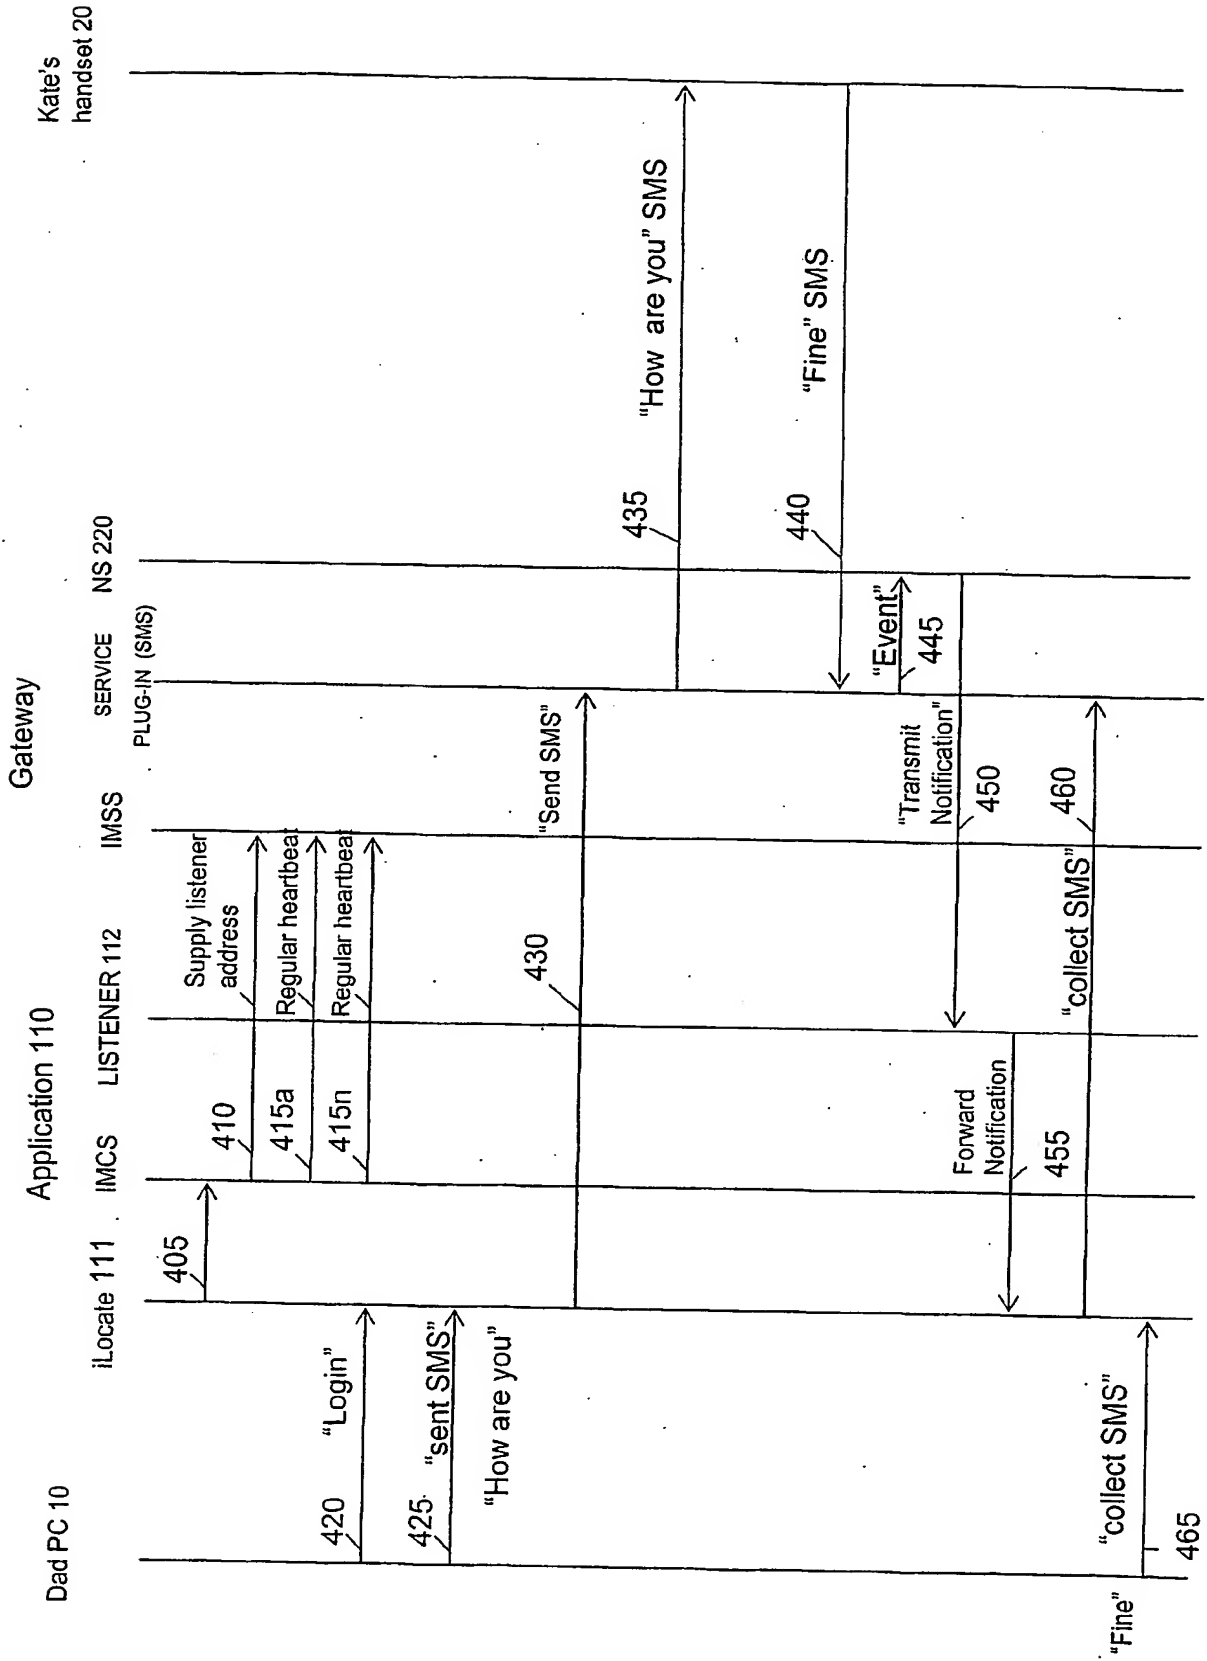 Dad PC 10
Application 110
Gateway
Kate's
handset 20
iLocate 111
IMCS
LISTENER 112
IMSS
SERVICE
PLUG-IN (SMS)
NS 220
405
410
Supply listener
address
415a
Regular heartbeat
415n
Regular heartbeat
420
"Login"
425
"sent SMS"
"How are you"
430
"Send SMS"
435
"How are you" SMS
440
"Fine" SMS
"Event"
445
"Transmit
Notification"
450
Forward
Notification
455
"collect SMS"
460
"collect SMS"
465
"Fine"